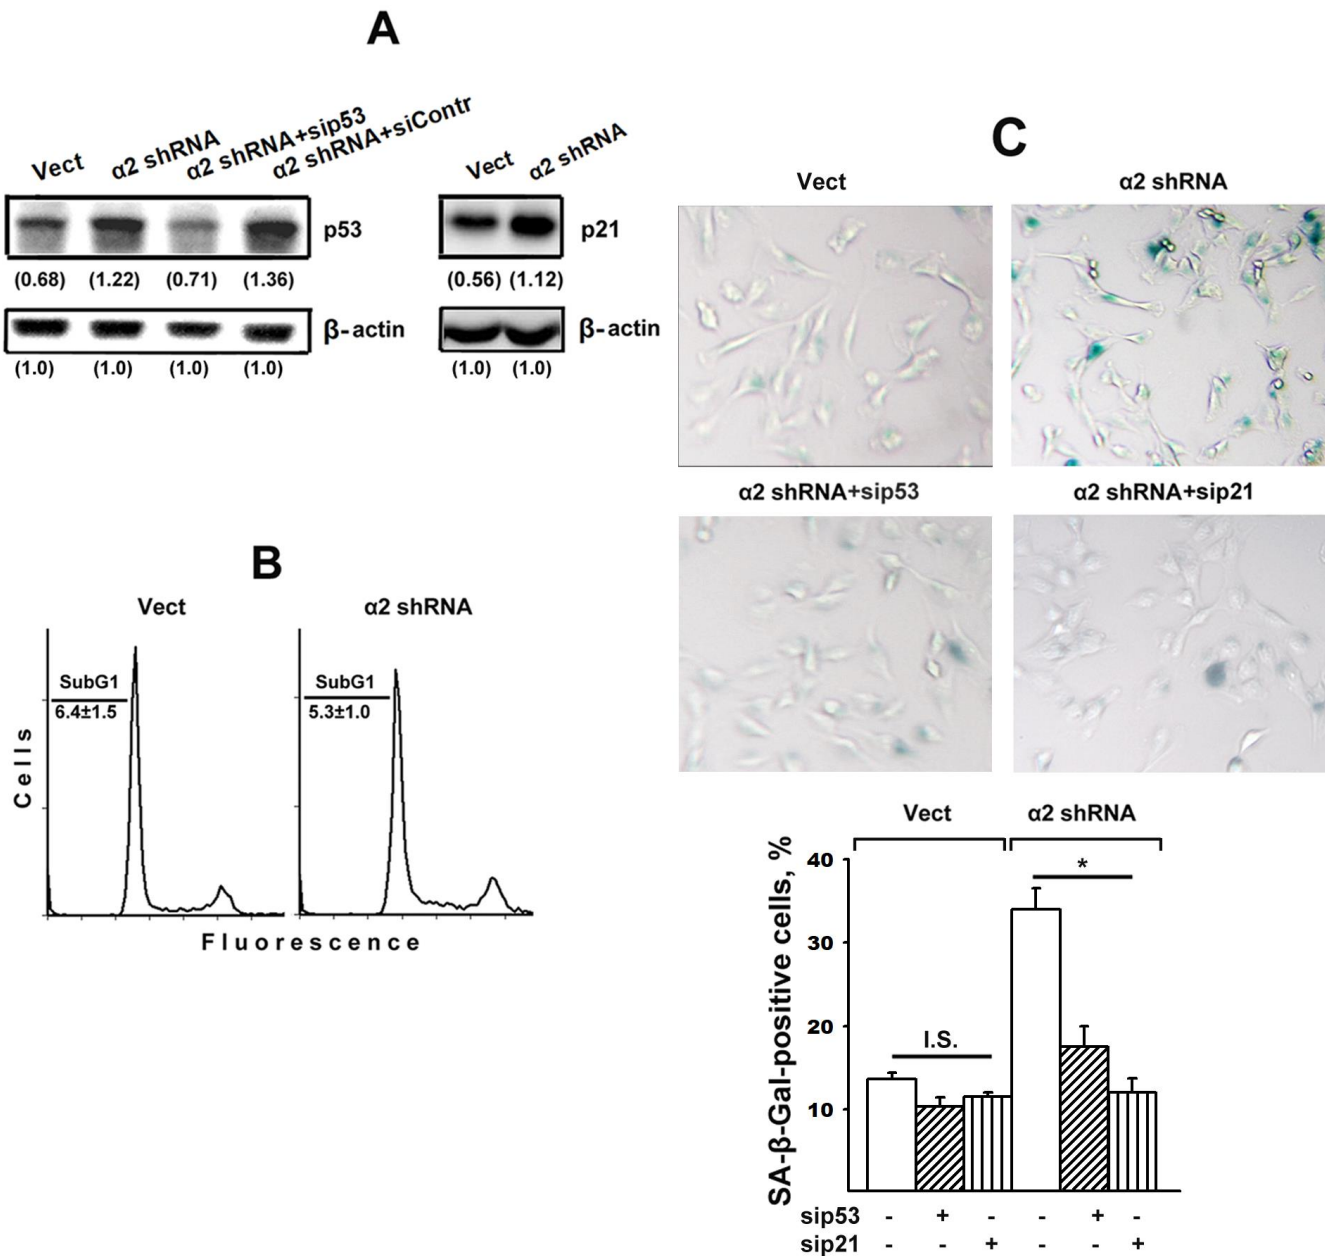 A
Vect α2 shRNA α2 shRNA+sip53 α2 shRNA+siContr
p53
(0.68) (1.22) (0.71) (1.36)
β-actin
(1.0) (1.0) (1.0) (1.0)
Vect α2 shRNA
p21
(0.56) (1.12)
β-actin
(1.0) (1.0)
B
Vect α2 shRNA
SubG1 SubG1
6.4±1.5 5.3±1.0
Cells
Fluorescence
C
Vect α2 shRNA
α2 shRNA+sip53 α2 shRNA+sip21
Vect α2 shRNA
SA-β-Gal-positive cells, %
40
*
30
20
I.S.
10
sip53 - + - - + -
sip21 - - + - - +